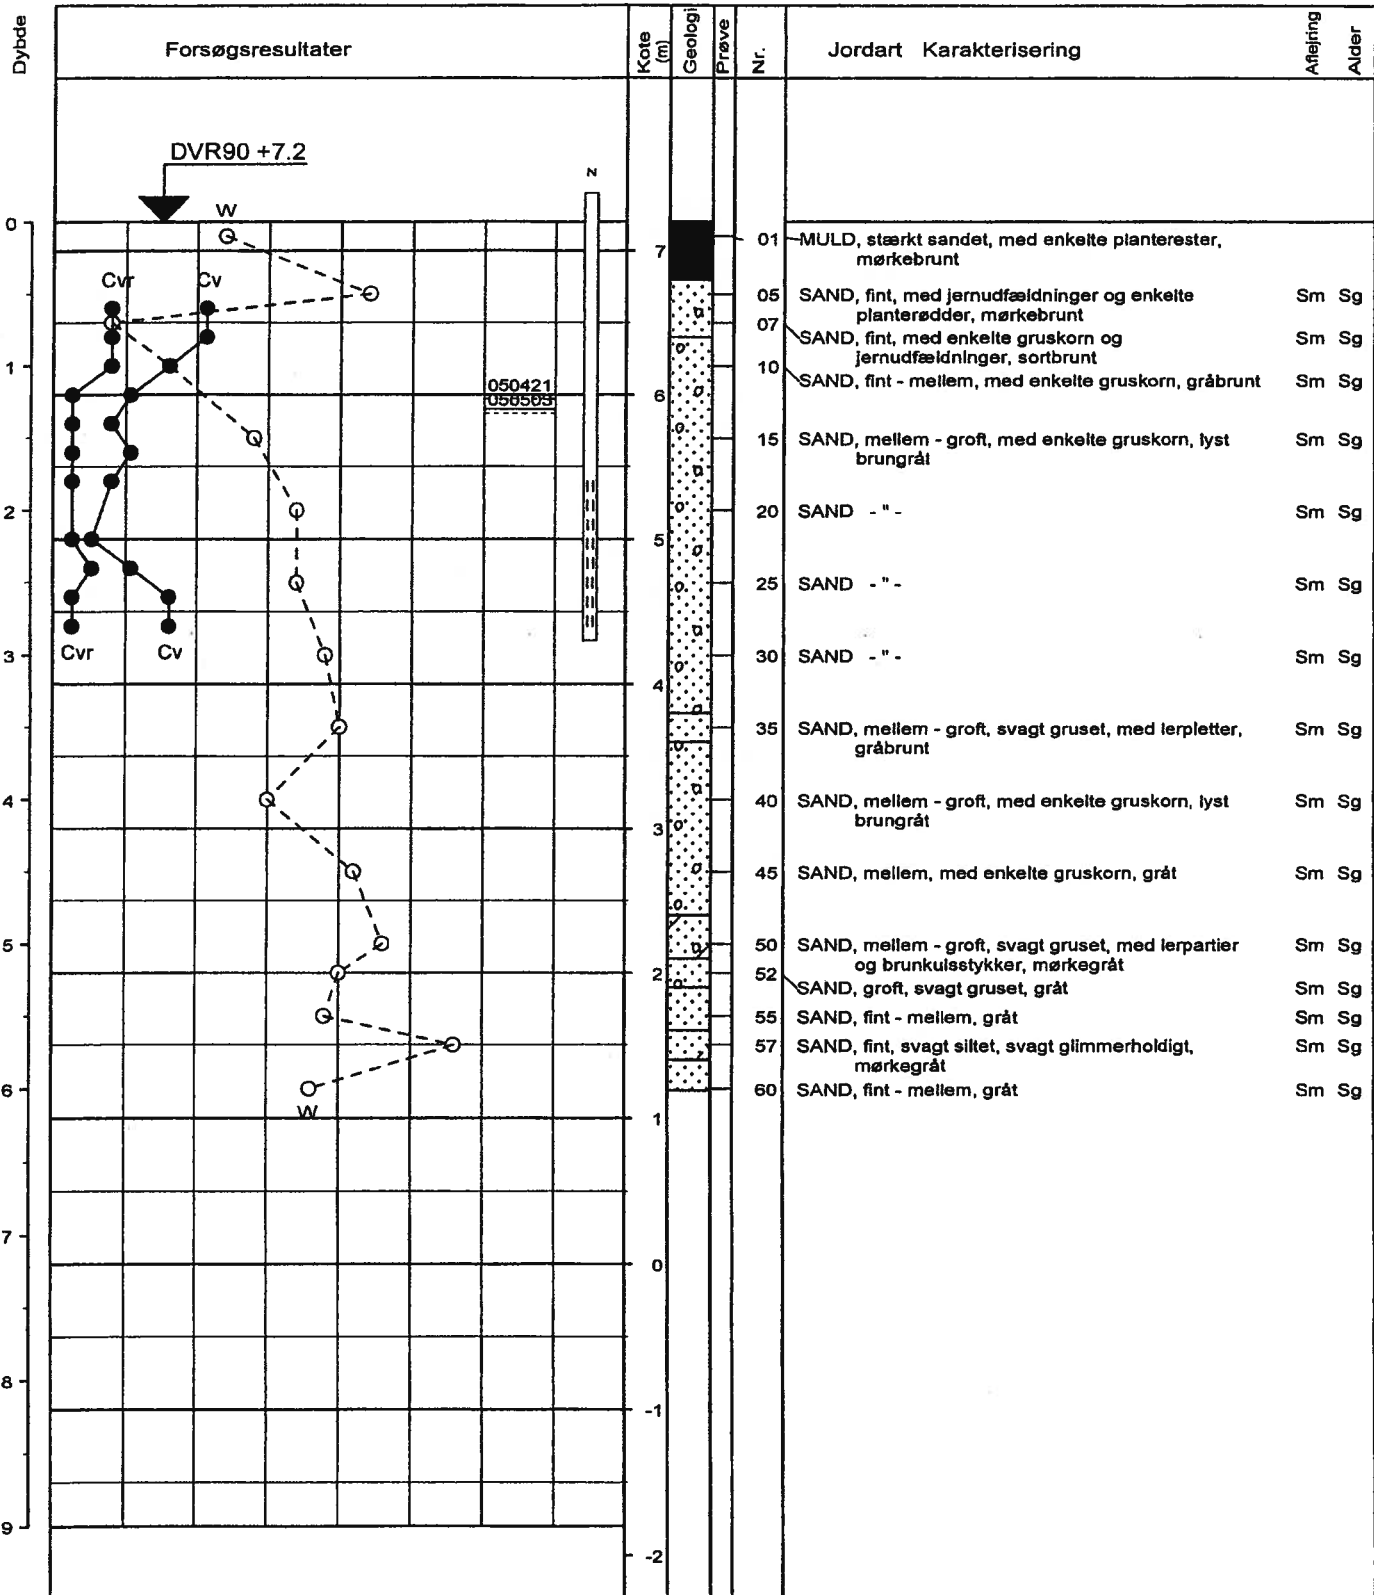 Dybde
Forsøgsresultater
Kote
(m)
Geologi
Prøve
Nr.
Jordart Karakterisering
Aflejring
Alder
DVR90 +7.2
N
W
Cvr
Cv
050421
050503
Cvr
Cv
W
0
1
2
3
4
5
6
7
8
9
7
6
5
4
3
2
1
0
-1
-2
01 MULD, stærkt sandet, med enkelte planterester,
mørkebrunt
05 SAND, fint, med jernudfældninger og enkelte Sm Sg
planterødder, mørkebrunt
07 SAND, fint, med enkelte gruskorn og Sm Sg
jernudfældninger, sortbrunt
10 SAND, fint - mellem, med enkelte gruskorn, gråbrunt Sm Sg
15 SAND, mellem - groft, med enkelte gruskorn, lyst Sm Sg
brungråt
20 SAND - " - Sm Sg
25 SAND - " - Sm Sg
30 SAND - " - Sm Sg
35 SAND, mellem - groft, svagt gruset, med lerpletter, Sm Sg
gråbrunt
40 SAND, mellem - groft, med enkelte gruskorn, lyst Sm Sg
brungråt
45 SAND, mellem, med enkelte gruskorn, gråt Sm Sg
50 SAND, mellem - groft, svagt gruset, med lerpartier Sm Sg
og brunkulsstykker, mørkegråt
52 SAND, groft, svagt gruset, gråt Sm Sg
55 SAND, fint - mellem, gråt Sm Sg
57 SAND, fint, svagt siltet, svagt glimmerholdigt, Sm Sg
mørkegråt
60 SAND, fint - mellem, gråt Sm Sg